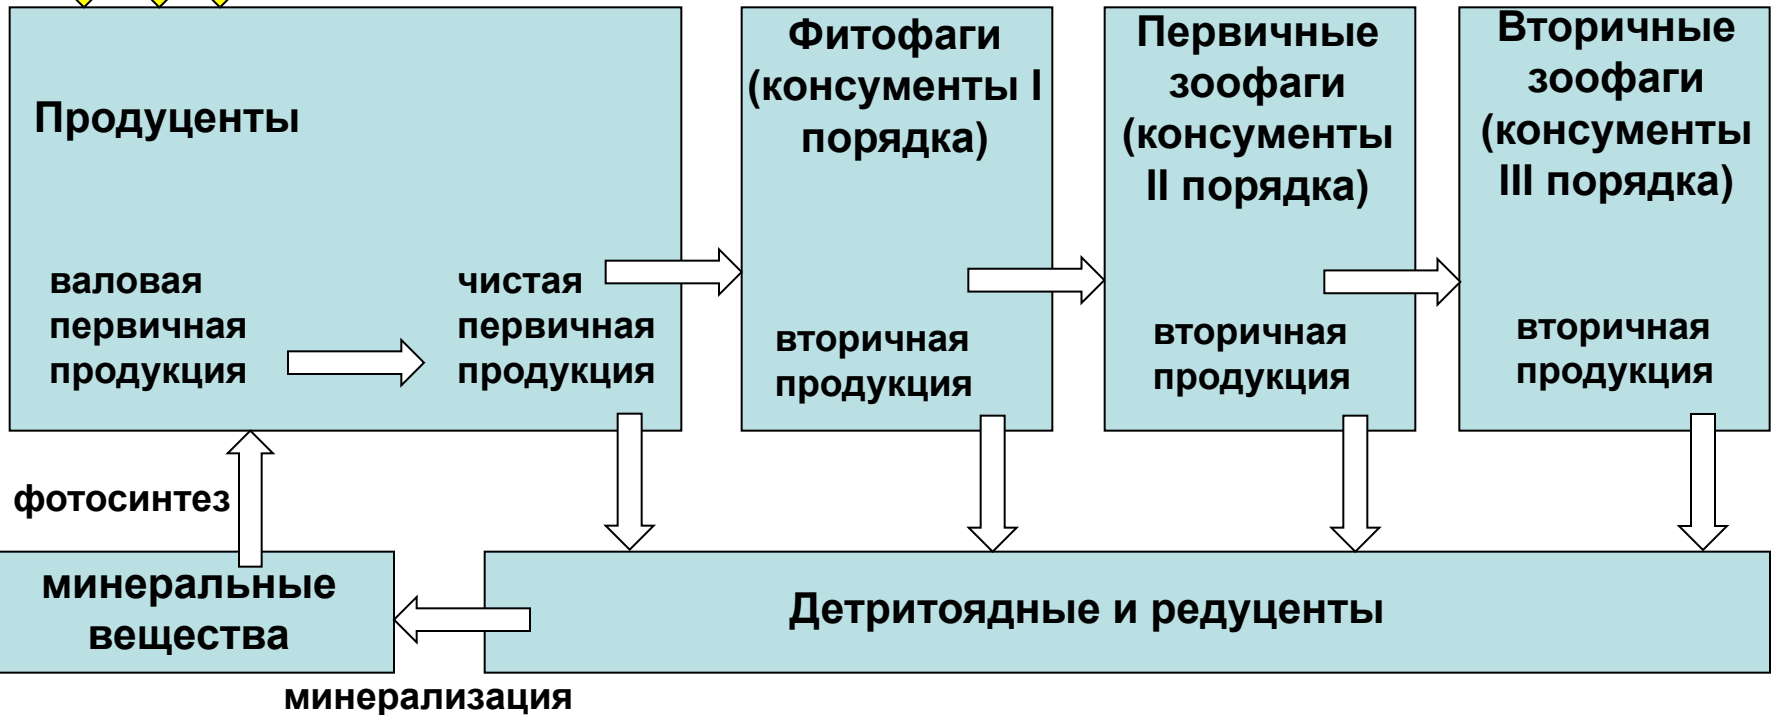 Продуценты
валовая
первичная
продукция
чистая
первичная
продукция
Фитофаги
(консументы I
порядка)
вторичная
продукция
Первичные
зоофаги
(консументы
II порядка)
вторичная
продукция
Вторичные
зоофаги
(консументы
III порядка)
вторичная
продукция
фотосинтез
минеральные
вещества
Детритоядные и редуценты
минерализация